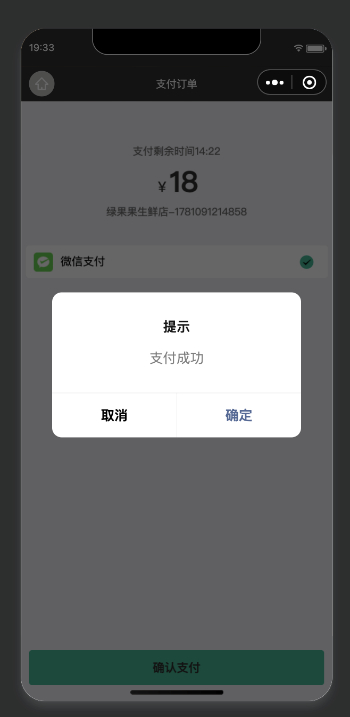 19:33
支付订单
支付剩余时间14:22
¥18
绿果果生鲜店-1781091214858
微信支付
提示
支付成功
取消
确定
确认支付